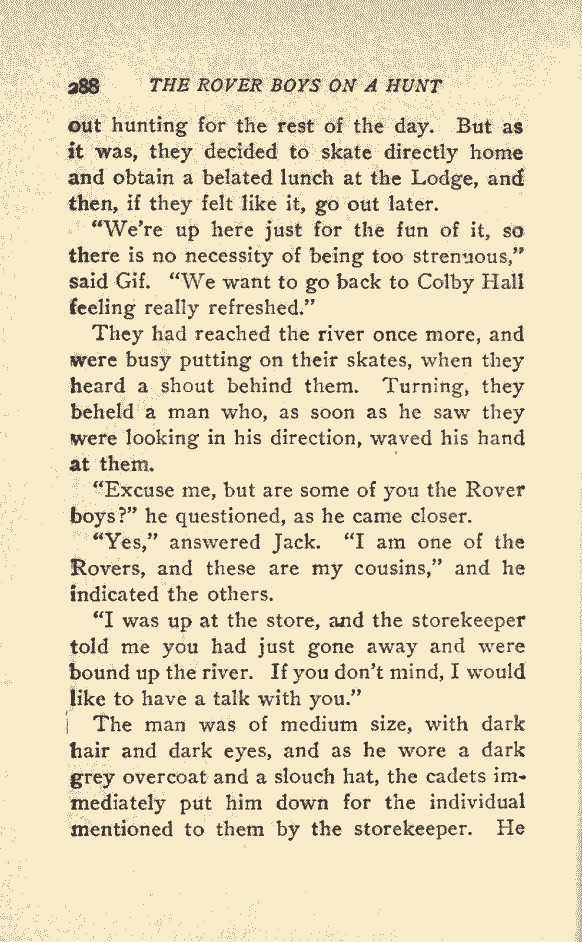 288 THE ROVER BOYS ON A HUNT
out hunting for the rest of the day. But as
it was, they decided to skate directly home
and obtain a belated lunch at the Lodge, and
then, if they felt like it, go out later.
“We're up here just for the fun of it, so
there is no necessity of being too strenuous,”
said Gif. “We want to go back to Colby Hall
feeling really refreshed.”
They had reached the river once more, and
were busy putting on their skates, when they
heard a shout behind them. Turning, they
beheld a man who, as soon as he saw they
were looking in his direction, waved his hand
at them.
“Excuse me, but are some of you the Rover
boys?” he questioned, as he came closer.
“Yes,” answered Jack. “I am one of the
Rovers, and these are my cousins,” and he
indicated the others.
“I was up at the store, and the storekeeper
told me you had just gone away and were
bound up the river. If you don't mind, I would
like to have a talk with you.”
The man was of medium size, with dark
hair and dark eyes, and as he wore a dark
grey overcoat and a slouch hat, the cadets im-
mediately put him down for the individual
mentioned to them by the storekeeper. He